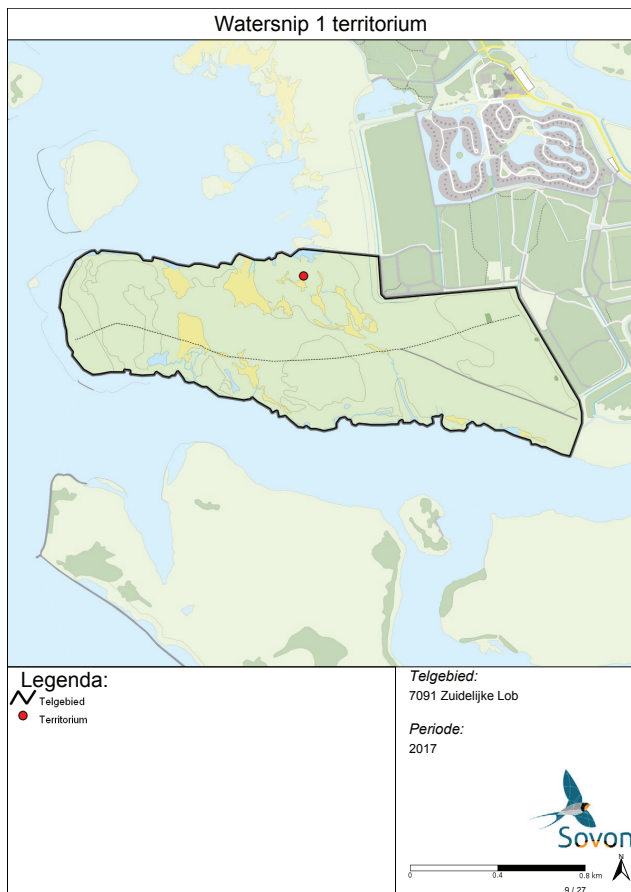 Watersnip 1 territorium
Legenda:
Telgebied
Territorium
Telgebied:
7091 Zuidelijke Lob
Periode:
2017
Sovon
N
0 0.4 0.8 km
9 / 27